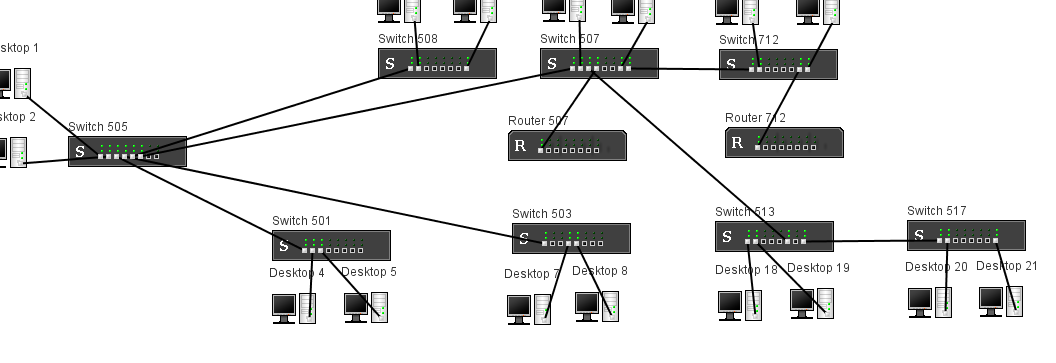 Switch 508
Switch 507
Switch 712
sktop 1
S
S
S
sktop 2
Switch 505
Router 507
Router 712
S
R
R
Switch 501
Switch 503
Switch 513
Switch 517
S
S
S
S
Desktop 4
Desktop 5
Desktop 7
Desktop 8
Desktop 18
Desktop 19
Desktop 20
Desktop 21